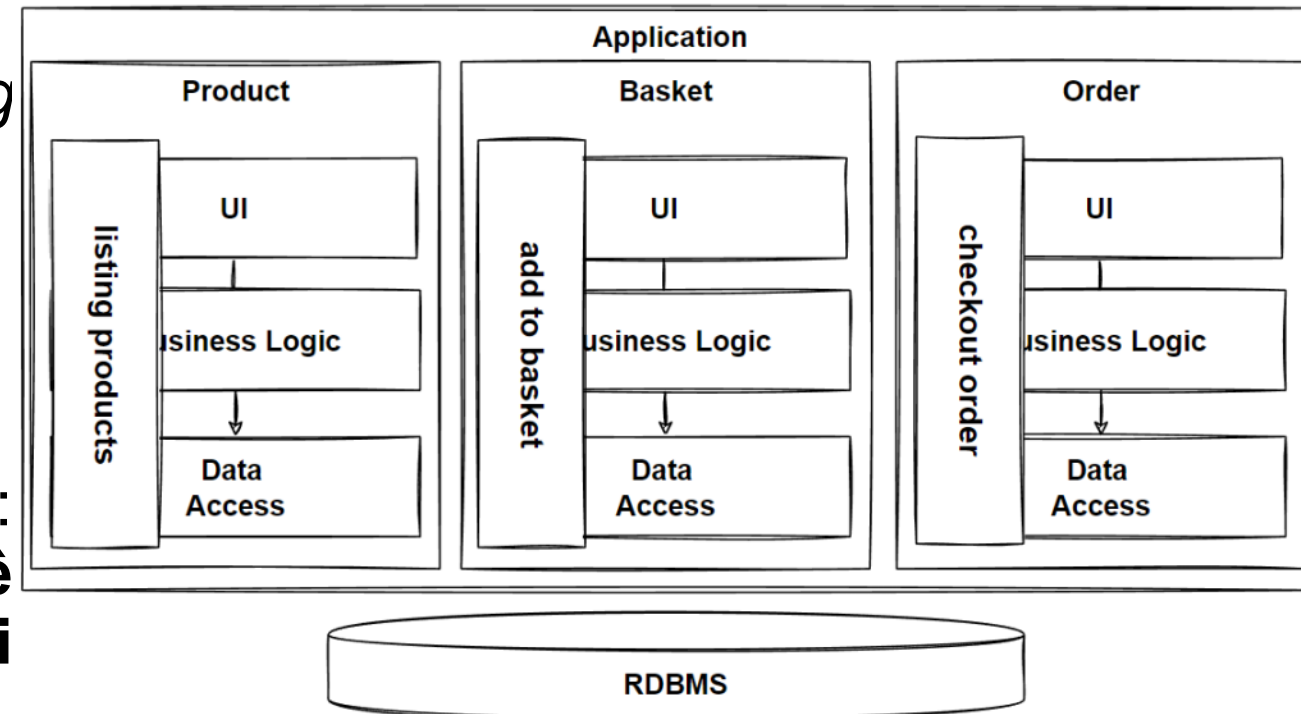 Application
Product
Basket
Order
g
listing products
UI
usiness Logic
Data
Access
add to basket
UI
usiness Logic
Data
Access
checkout order
UI
usiness Logic
Data
Access
:
i
RDBMS